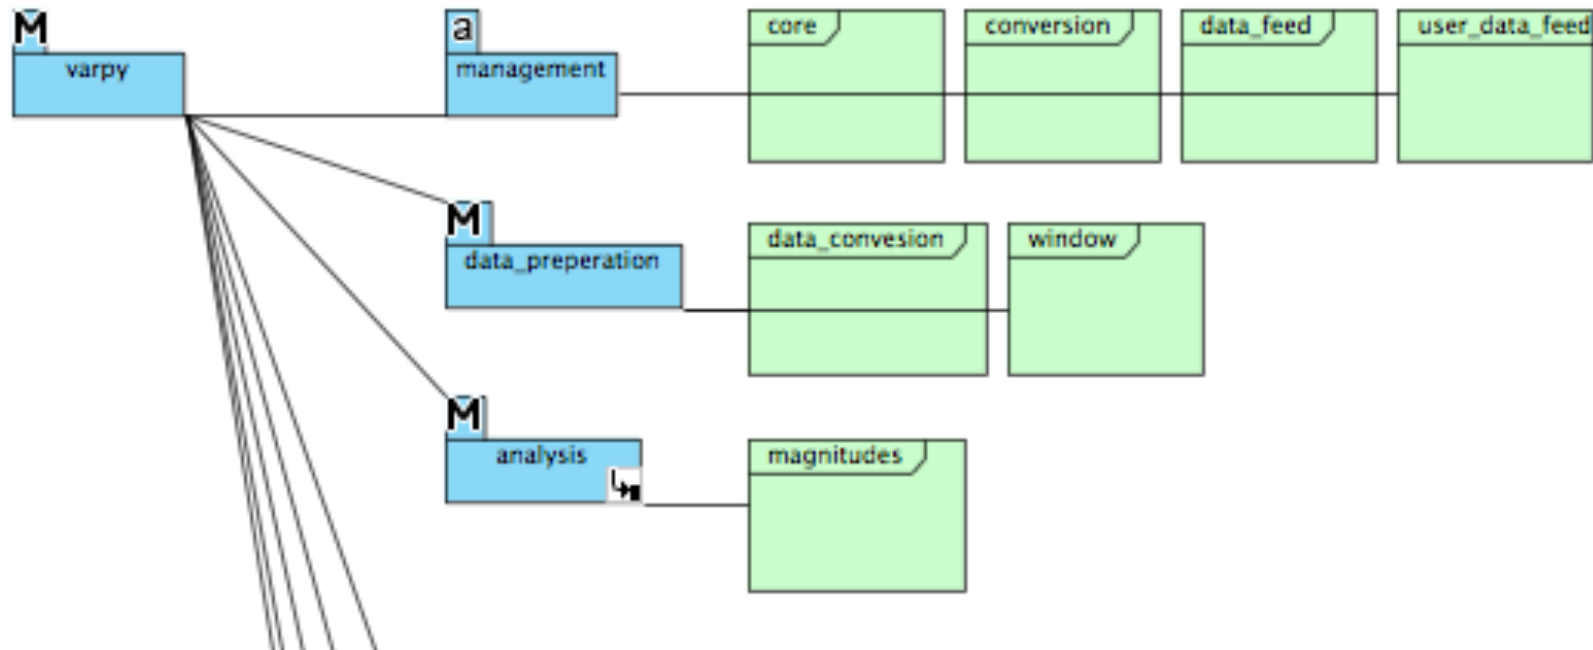 M
varpy
a
management
core
conversion
data_feed
user_data_feed
M
data_preperation
data_convesion
window
M
analysis
magnitudes